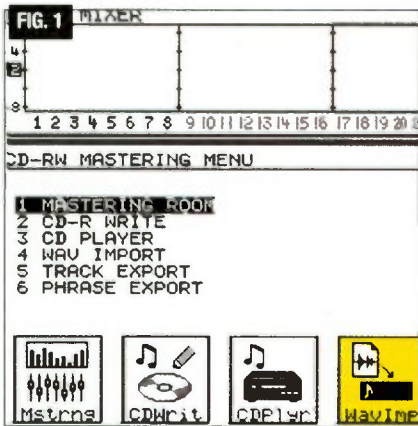 FIG. 1
MIXER
4
2
8
1 2 3 4 5 6 7 8 9 10 11 12 13 14 15 16 17 18 19 20
CD-RW MASTERING MENU
1 MASTERING ROOM
2 CD-R WRITE
3 CD PLAYER
4 WAV IMPORT
5 TRACK EXPORT
6 PHRASE EXPORT
Mstrng CDWrit CDPlyr WavImp